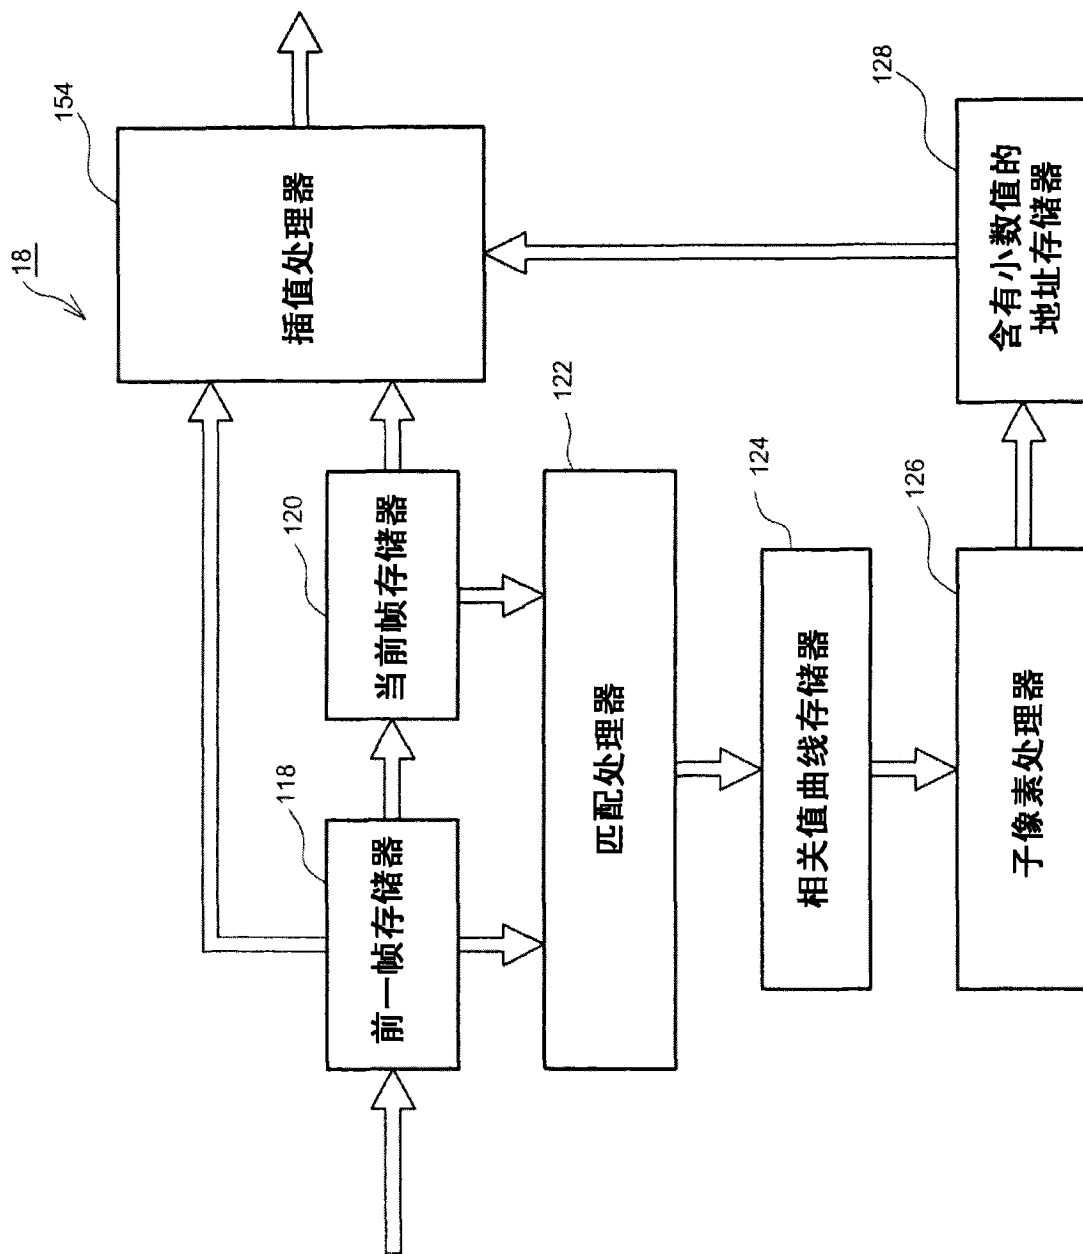 18
154
插值处理器
118
前一帧存储器
120
当前帧存储器
122
匹配处理器
124
相关值曲线存储器
126
子像素处理器
128
含有小数值的
地址存储器